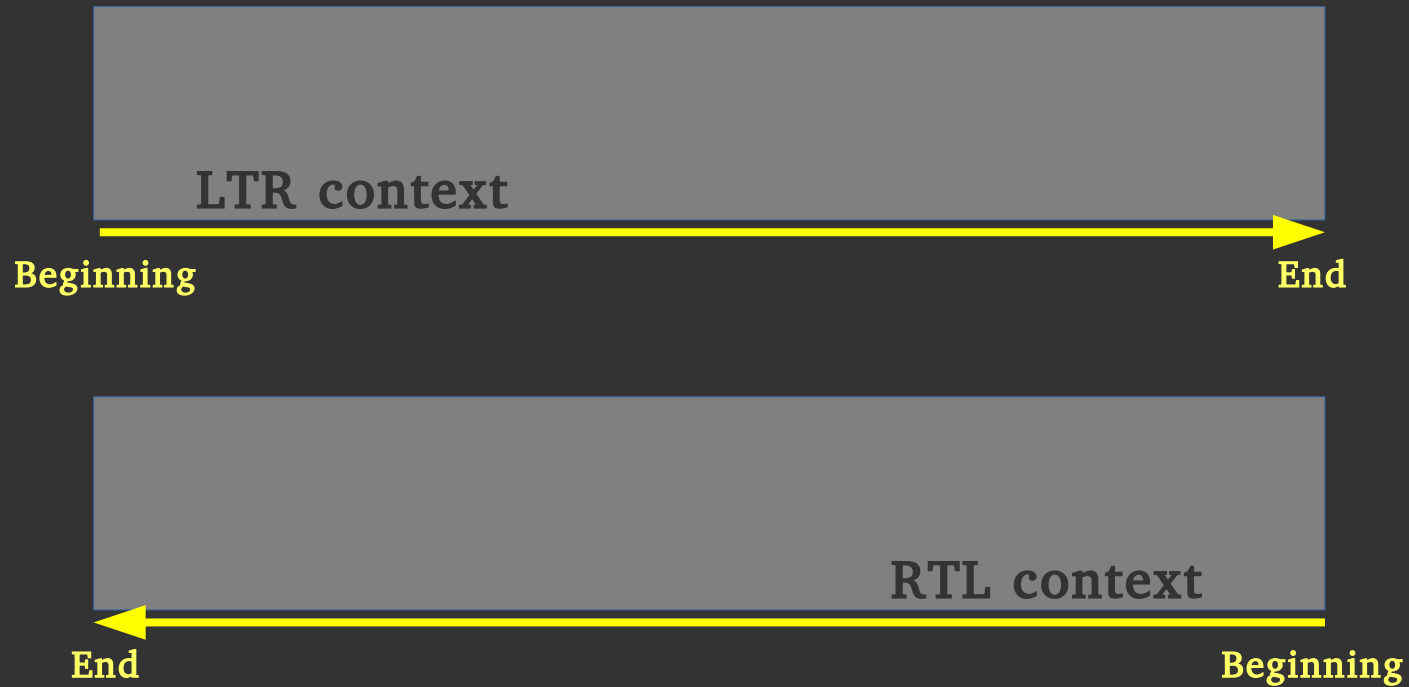 LTR context
Beginning
End
RTL context
End
Beginning